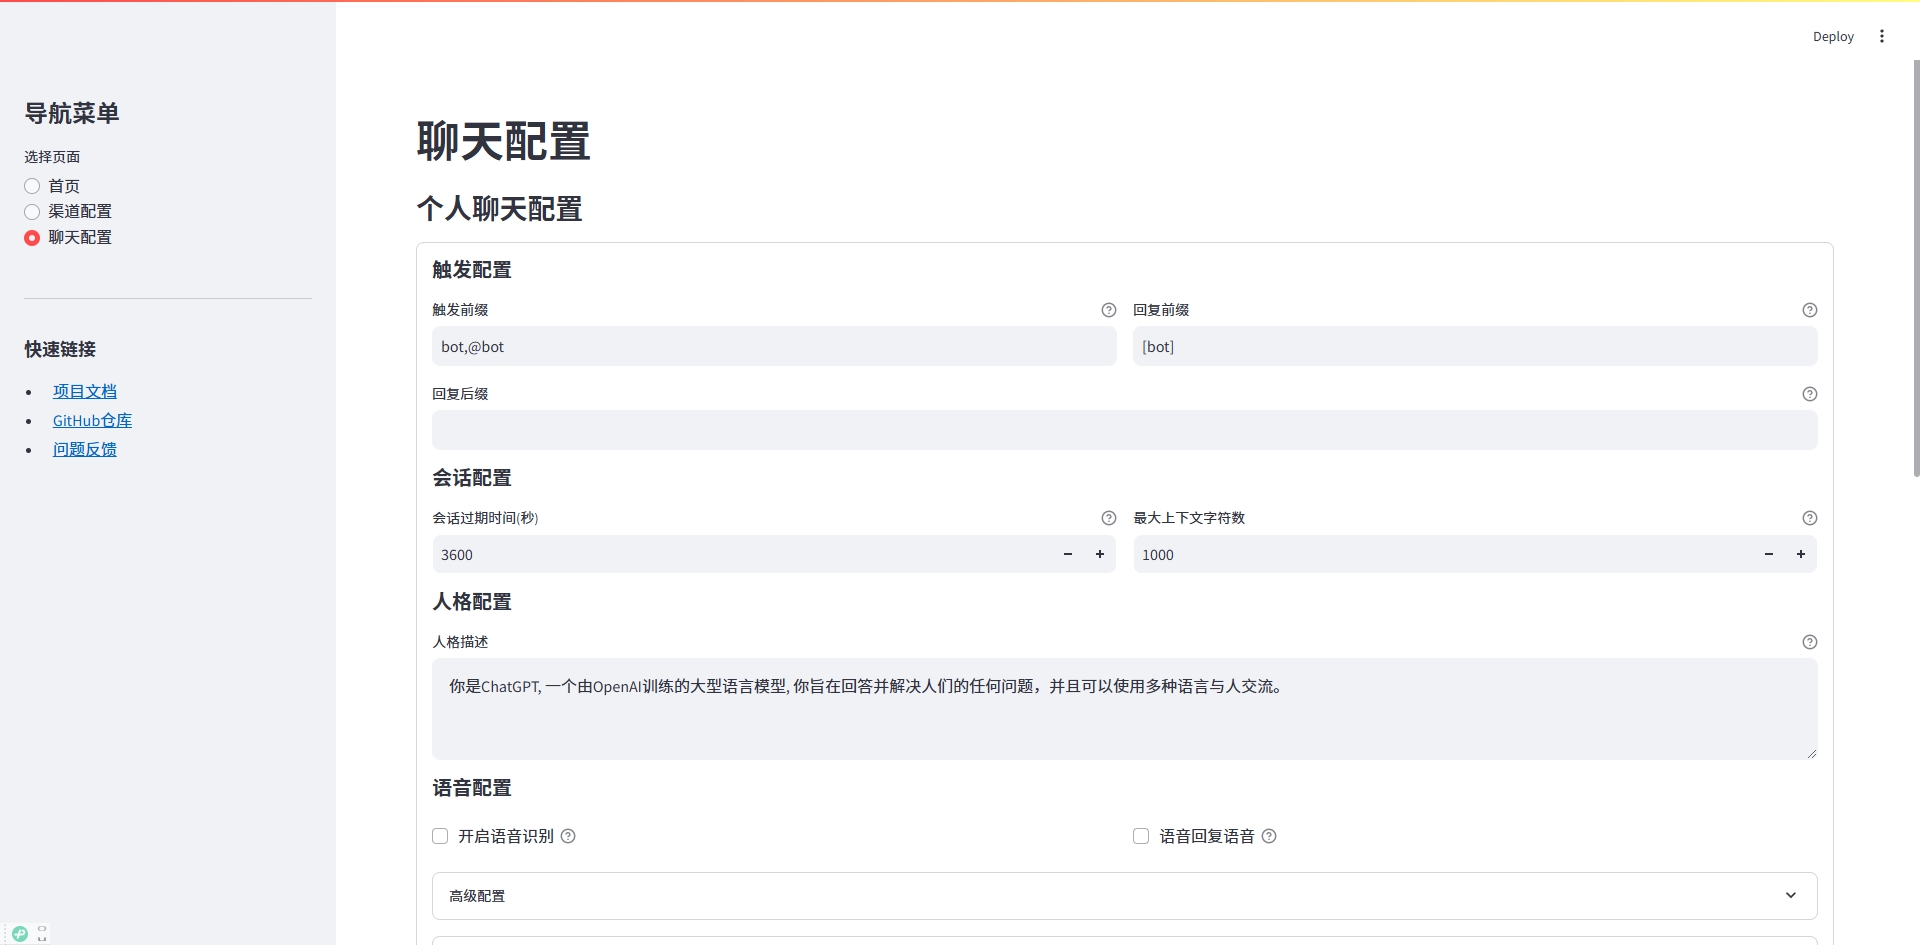 Deploy
导航菜单
选择页面
首页
渠道配置
聊天配置
快速链接
项目文档
GitHub仓库
问题反馈
聊天配置
个人聊天配置
触发配置
触发前缀
回复前缀
bot,@bot
[bot]
回复后缀
会话配置
会话过期时间(秒)
最大上下文字符数
3600
1000
人格配置
人格描述
你是ChatGPT, 一个由OpenAI训练的大型语言模型, 你旨在回答并解决人们的任何问题，并且可以使用多种语言与人交流。
语音配置
开启语音识别
语音回复语音
高级配置